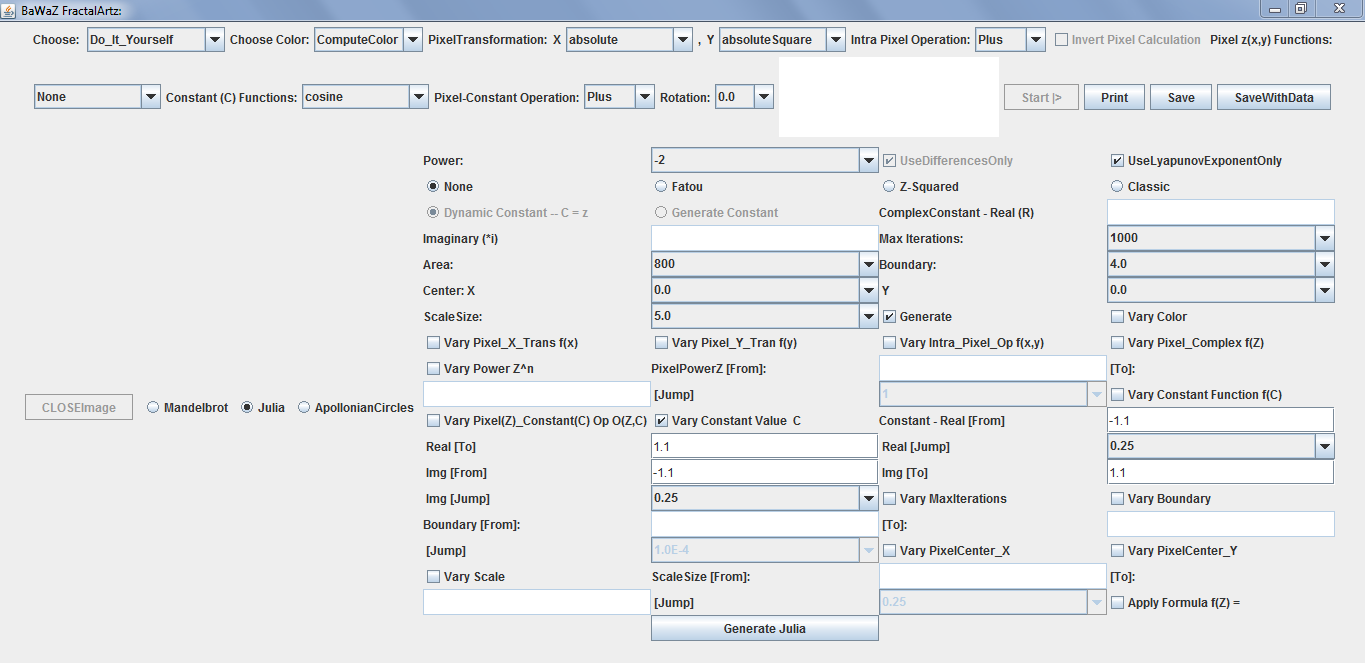 BaWaZ FractalArtz:
Choose: Do_It_Yourself Choose Color: ComputeColor PixelTransformation: X absolute , Y absoluteSquare Intra Pixel Operation: Plus Invert Pixel Calculation Pixel z(x,y) Functions:
None Constant (C) Functions: cosine Pixel-Constant Operation: Plus Rotation: 0.0 Start |> Print Save SaveWithData
Power: -2 UseDifferencesOnly UseLyapunovExponentOnly
None Fatou Z-Squared Classic
Dynamic Constant -- C = z Generate Constant ComplexConstant - Real (R)
Imaginary (*i) Max Iterations: 1000
Area: 800 Boundary: 4.0
Center: X 0.0 Y 0.0
ScaleSize: 5.0 Generate Vary Color
Vary Pixel_X_Trans f(x) Vary Pixel_Y_Tran f(y) Vary Intra_Pixel_Op f(x,y) Vary Pixel_Complex f(Z)
Vary Power Z^n PixelPowerZ [From]: [To]:
[Jump] 1 Vary Constant Function f(C)
CLOSEImage Mandelbrot Julia ApollonianCircles
Vary Pixel(Z)_Constant(C) Op O(Z,C) Vary Constant Value C Constant - Real [From] -1.1
Real [To] 1.1 Real [Jump] 0.25
Img [From] -1.1 Img [To] 1.1
Img [Jump] 0.25 Vary MaxIterations Vary Boundary
Boundary [From]: [To]:
[Jump] 1.0E-4 Vary PixelCenter_X Vary PixelCenter_Y
Vary Scale ScaleSize [From]: [To]:
[Jump] 0.25 Apply Formula f(Z) =
Generate Julia